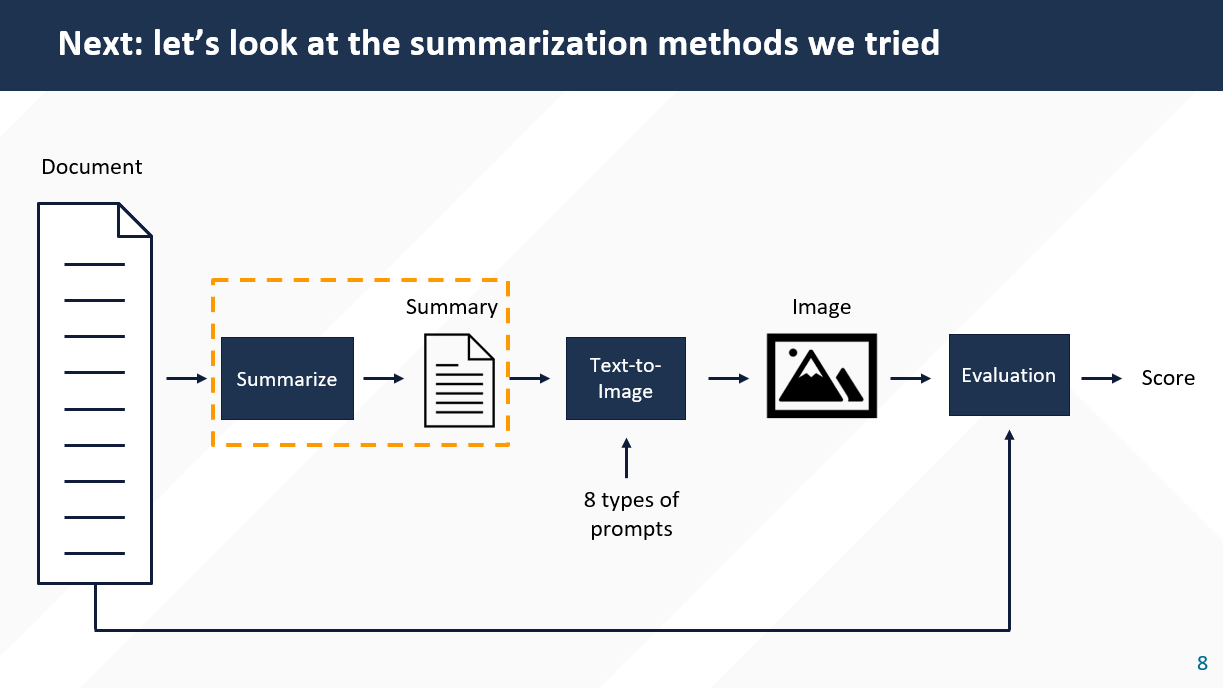 Next: let’s look at the summarization methods we tried
Document
Summary
Image
Summarize
Text-to-
Image
Evaluation
Score
8 types of
prompts
8